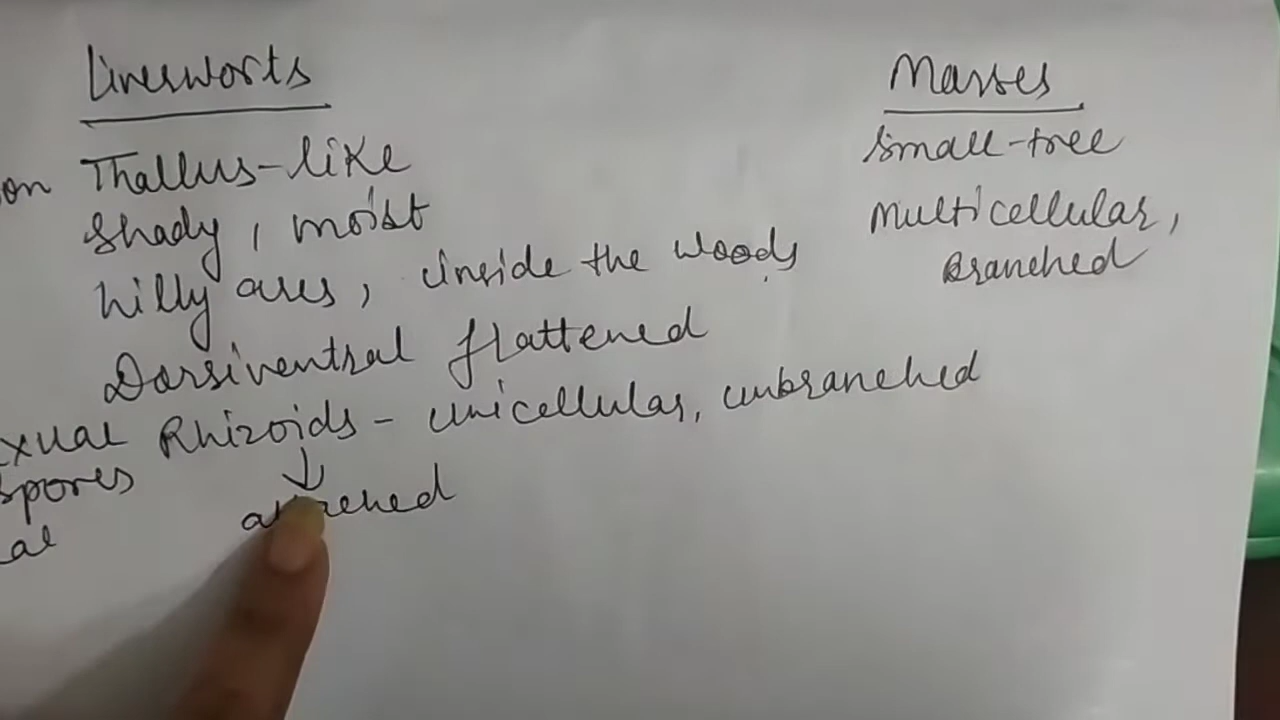 Liverworts
Thallus-like
Shady, moist
hilly ares, inside the woods
Dorsiventral flattened
Rhizoids - unicellular, unbranched
Mosses
Small-tree
Multicellular,
Branched
on
xual
spores
al